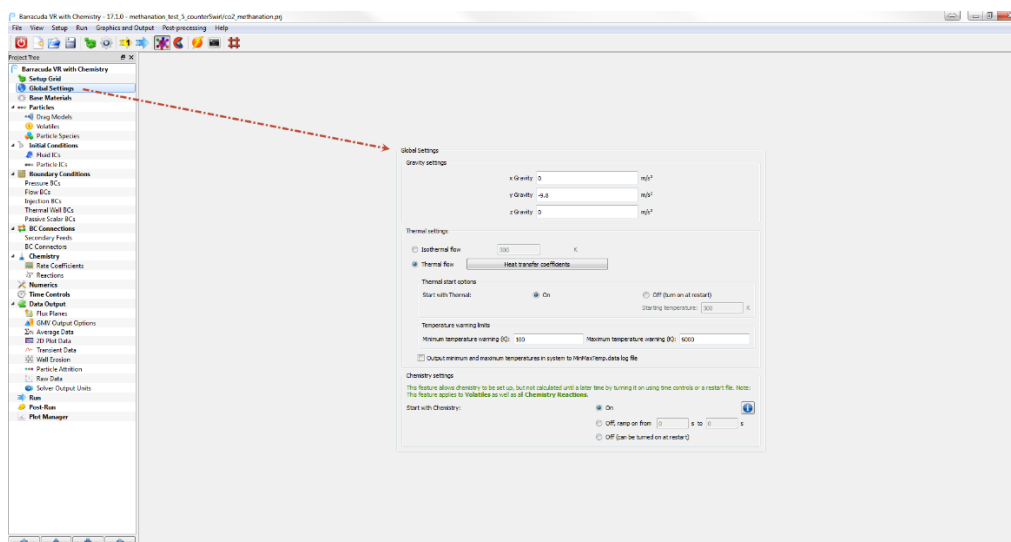 Barracuda VR with Chemistry - 17.1.0 - methanation_test_5_counterSwirl/co2_methanation.prj
File View Setup Run Graphics and Output Post-processing Help
Project Tree
Barracuda VR with Chemistry
Setup Grid
Global Settings
Base Materials
Particles
Drag Models
Volatiles
Particle Species
Initial Conditions
Fluid ICs
Particle ICs
Boundary Conditions
Pressure BCs
Flow BCs
Injection BCs
Thermal Wall BCs
Passive Scalar BCs
BC Connections
Secondary Feeds
BC Connectors
Chemistry
Rate Coefficients
Reactions
Numerics
Time Controls
Data Output
Flux Planes
GMV Output Options
Average Data
2D Plot Data
Transient Data
Wall Erosion
Particle Attrition
Raw Data
Solver Output Units
Run
Post-Run
Plot Manager
Global Settings
Gravity settings
x Gravity 0 m/s²
y Gravity -9.8 m/s²
z Gravity 0 m/s²
Thermal settings
Isothermal flow 300 K
Thermal flow Heat transfer coefficients
Thermal start options
Start with Thermal: On Off (turn on at restart)
Starting temperature: 300 K
Temperature warning limits
Minimum temperature warning (K): 100 Maximum temperature warning (K): 6000
Output minimum and maximum temperatures in system to MinMaxTemp.data log file
Chemistry settings
This feature allows chemistry to be set up, but not calculated until a later time by turning it on using time controls or a restart file. Note:
This feature applies to Volatiles as well as all Chemistry Reactions.
Start with Chemistry: On
Off, ramp on from 0 s to 0 s
Off (can be turned on at restart)